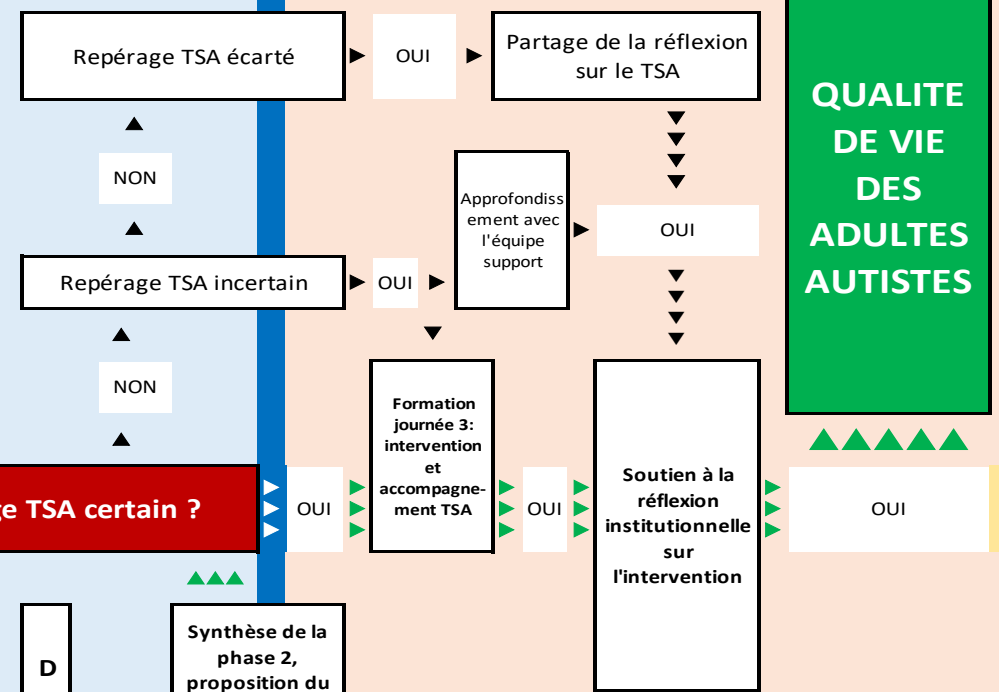 Repérage TSA écarté
OUI
Partage de la réflexion
sur le TSA
QUALITE
DE VIE
DES
ADULTES
AUTISTES
NON
Approfondiss
ement avec
l'équipe
support
OUI
Repérage TSA incertain
OUI
NON
Formation
journée 3:
intervention
et
accompagne-
ment TSA
Soutien à la
réflexion
institutionnelle
sur
l'intervention
TSA certain ?
OUI
OUI
OUI
D
Synthèse de la
phase 2,
proposition du